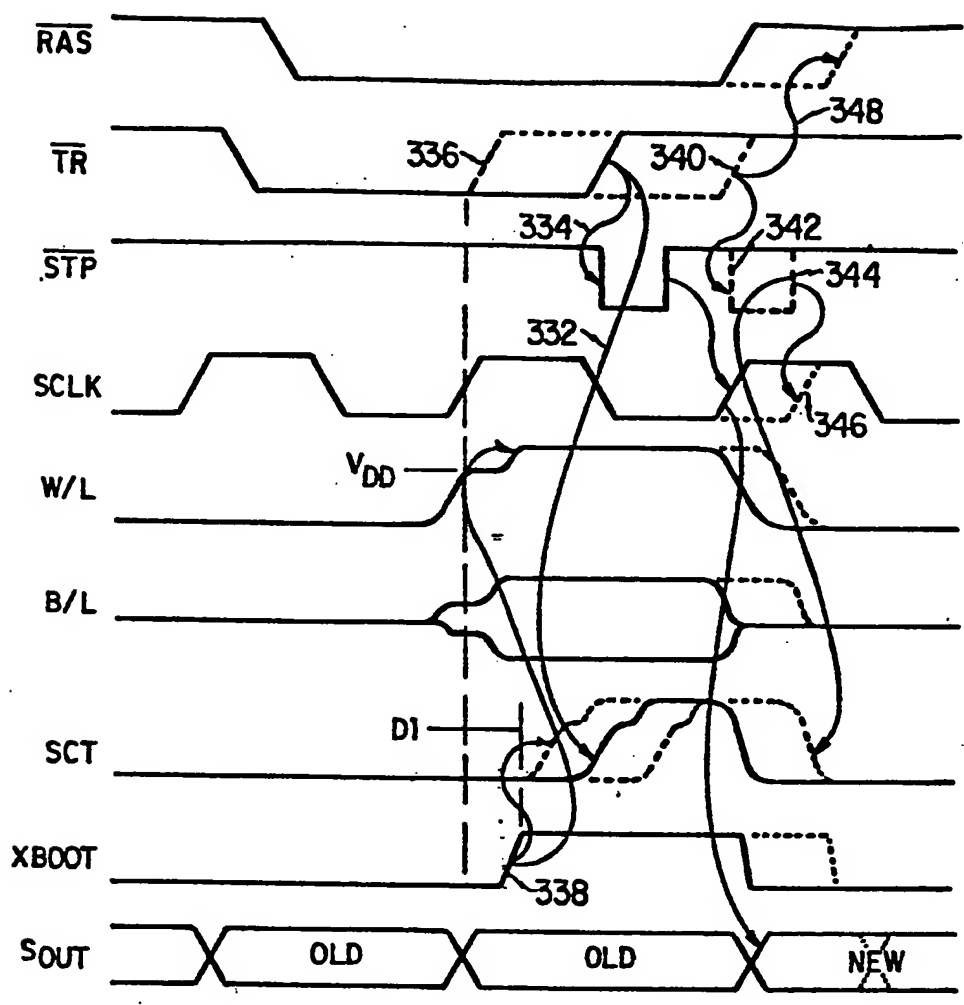 RAS
348
TR
336
340
334
342
STP
344
332
SCLK
346
VDD
W/L
B/L
D1
SCT
XBOOT
338
SOUT
OLD
OLD
NEW